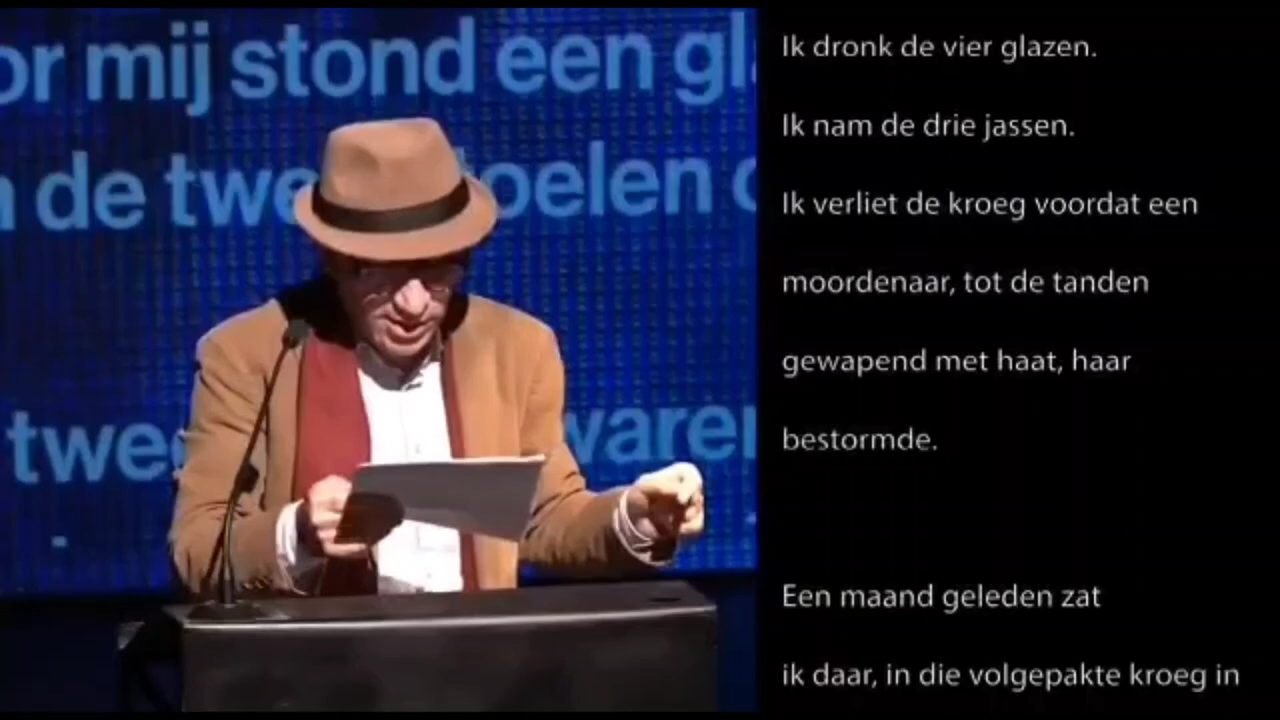 or mij stond een gl
n de twe toelen
twee waren
Ik dronk de vier glazen.
Ik nam de drie jassen.
Ik verliet de kroeg voordat een
moordenaar, tot de tanden
gewapend met haat, haar
bestormde.
Een maand geleden zat
ik daar, in die volgepakte kroeg in